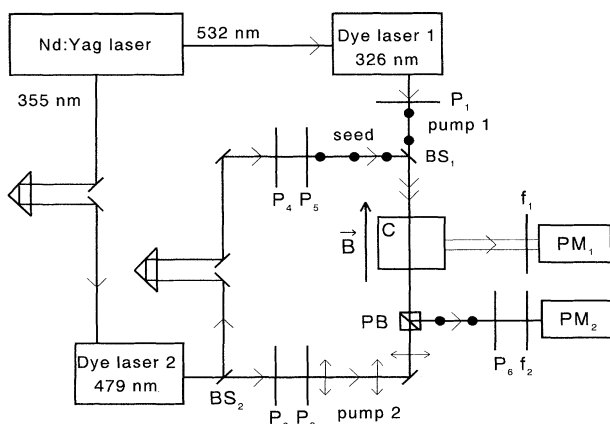 Nd:Yag laser
532 nm
Dye laser 1
326 nm
355 nm
P1
pump 1
seed
BS1
P4 P5
C
B
f1
PM1
PB
PM2
P6 f2
Dye laser 2
479 nm
BS2
pump 2